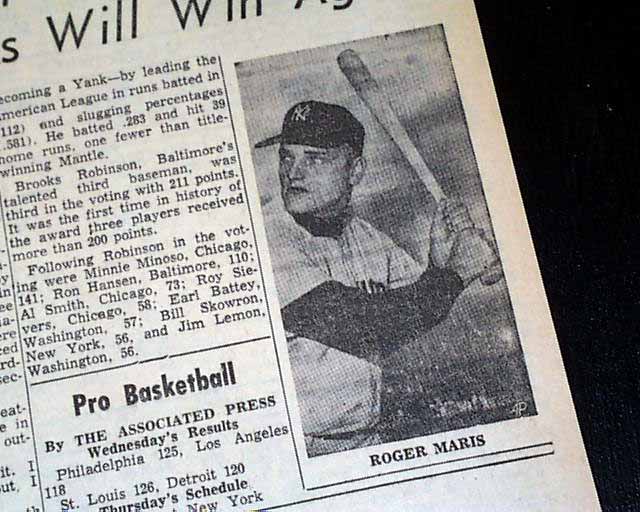 s Will Win Ag
ecoming a Yank—by leading the
merican League in runs batted in
112) and slugging percentages
.581). He batted .283 and hit 39
home runs, one fewer than title-
winning Mantle.
Brooks Robinson, Baltimore's
talented third baseman, was
third in the voting with 211 points.
It was the first time in history of
the award three players received
more than 200 points.
Following Robinson in the vot-
ing were Minnie Minoso, Chicago,
141; Ron Hansen, Baltimore, 110;
Al Smith, Chicago, 73; Roy Sie-
vers, Chicago, 58; Earl Battey,
Washington, 57; Bill Skowron,
New York, 56, and Jim Lemon,
Washington, 56.
Pro Basketball
By THE ASSOCIATED PRESS
Wednesday's Results
Philadelphia 125, Los Angeles
118
St. Louis 126, Detroit 120
Thursday's Schedule
at New York
NY
AP
ROGER MARIS